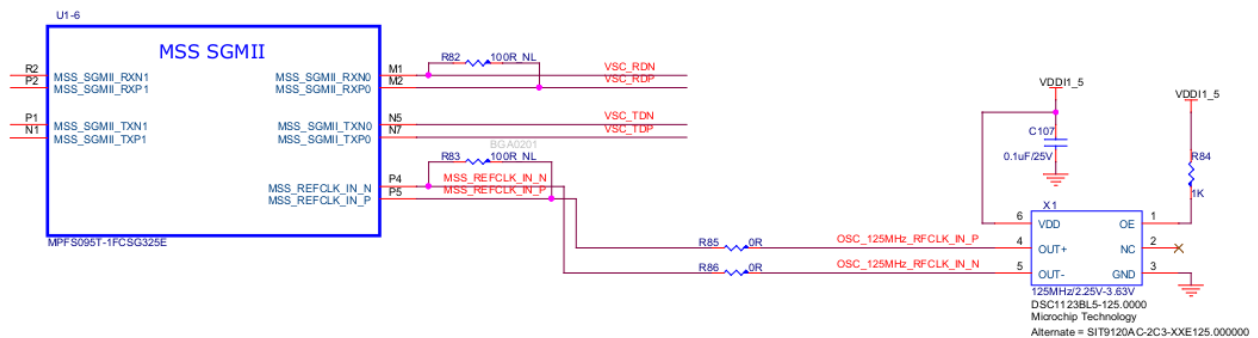 U1-6
MSS SGMII
R2 MSS_SGMII_RXN1 MSS_SGMII_RXN0 M1 R82 100R_NL VSC_RDN
P2 MSS_SGMII_RXP1 MSS_SGMII_RXP0 M2 VSC_RDP
P1 MSS_SGMII_TXN1 MSS_SGMII_TXN0 N5 VSC_TDN
N1 MSS_SGMII_TXP1 MSS_SGMII_TXP0 N7 VSC_TDP
BGA0201
R83 100R_NL
MSS_REFCLK_IN_N P4 MSS_REFCLK_IN_N
MSS_REFCLK_IN_P P5 MSS_REFCLK_IN_P
MPFS095T-1FCSG325E
R85 0R OSC_125MHz_RFCLK_IN_P
R86 0R OSC_125MHz_RFCLK_IN_N
VDDI1_5
VDDI1_5
C107
0.1uF/25V
R84
1K
X1
6 VDD OE 1
4 OUT+ NC 2
5 OUT- GND 3
125MHz/2.25V-3.63V
DSC1123BL5-125.0000
Microchip Technology
Alternate = SIT9120AC-2C3-XXE125.000000